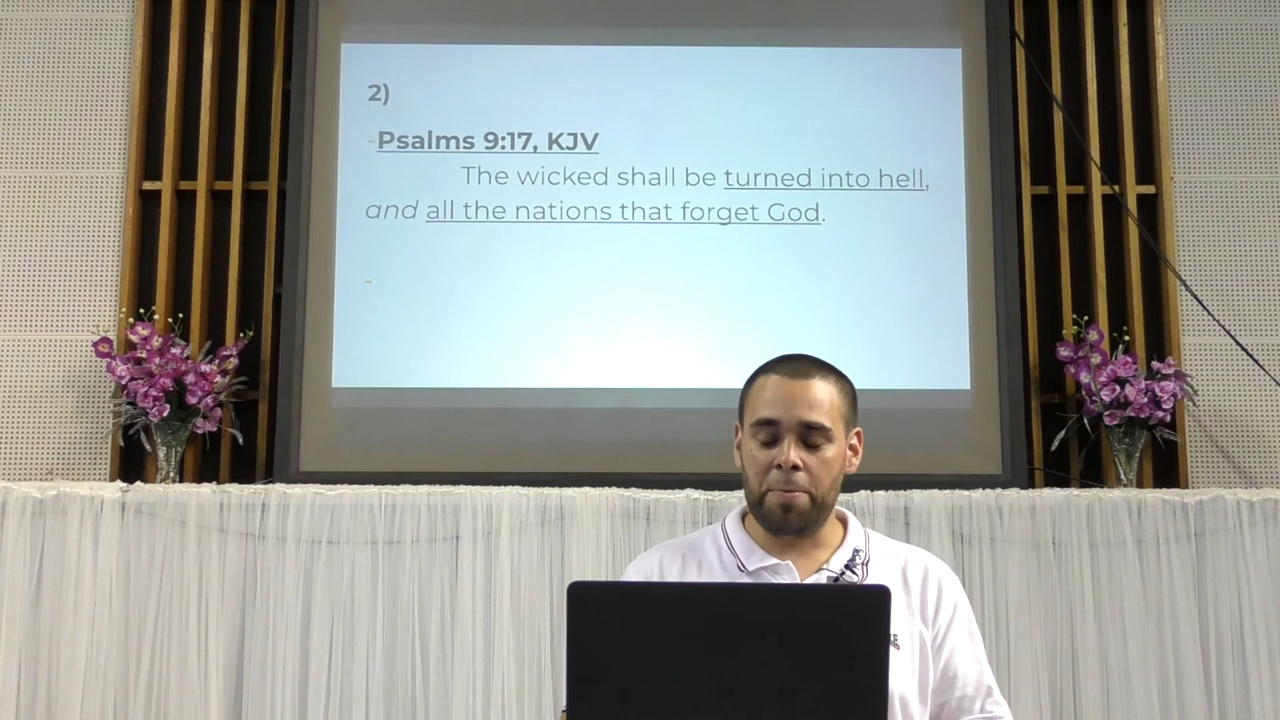 2)
-Psalms 9:17, KJV
The wicked shall be turned into hell,
and all the nations that forget God.
-